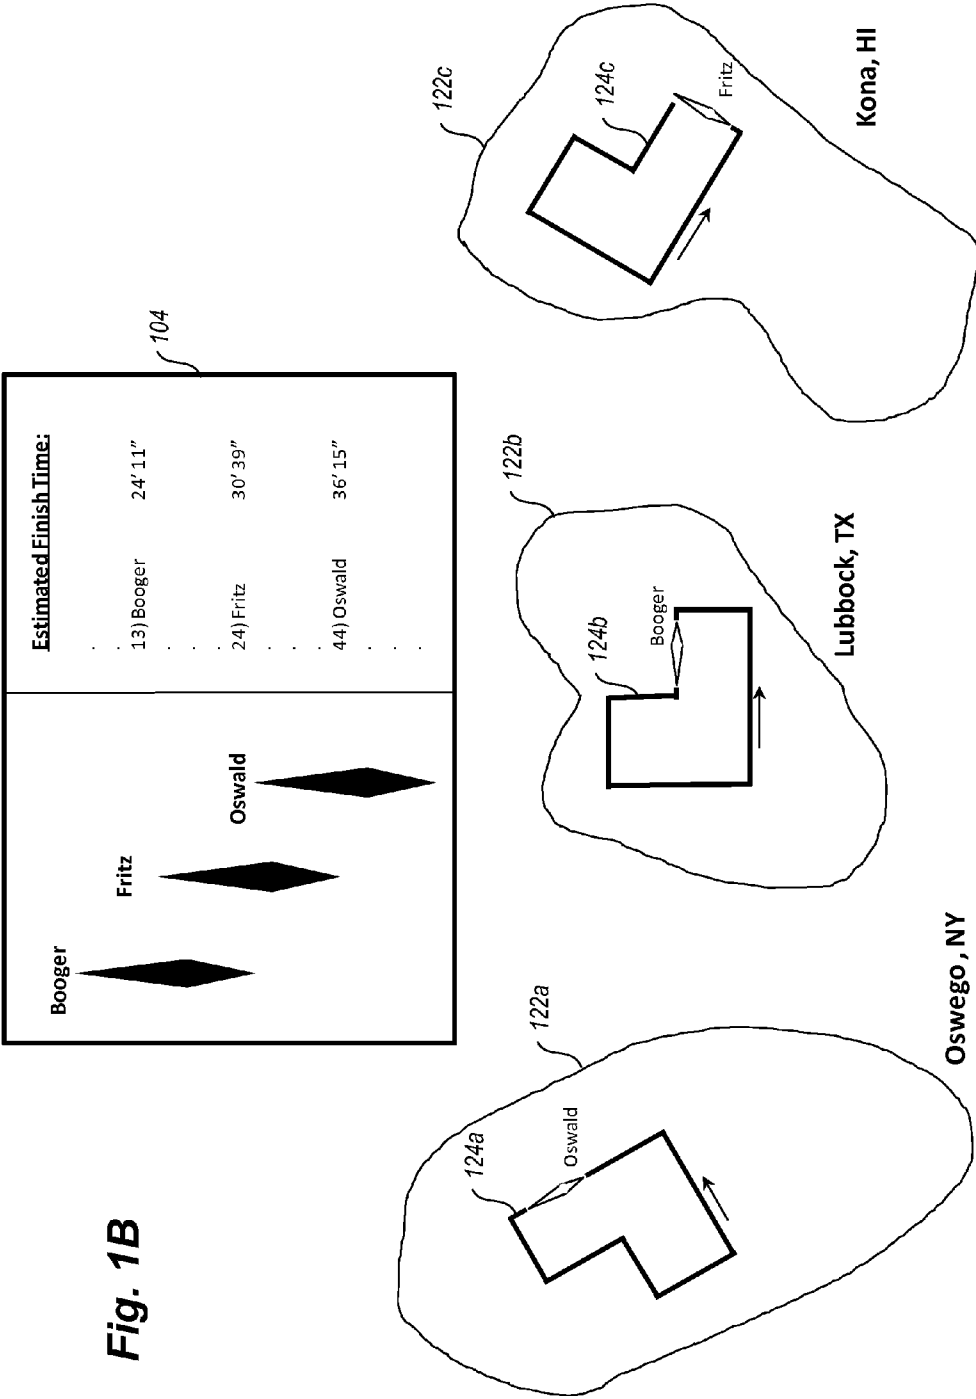 Fig. 1B
Booger
Fritz
Oswald
Estimated Finish Time:
.
.
13) Booger 24’ 11”
.
.
.
24) Fritz 30’ 39”
.
.
.
44) Oswald 36’ 15”
.
.
.
104
124a
Oswald
122a
Oswego , NY
124b
Booger
122b
Lubbock, TX
122c
124c
Fritz
Kona, HI